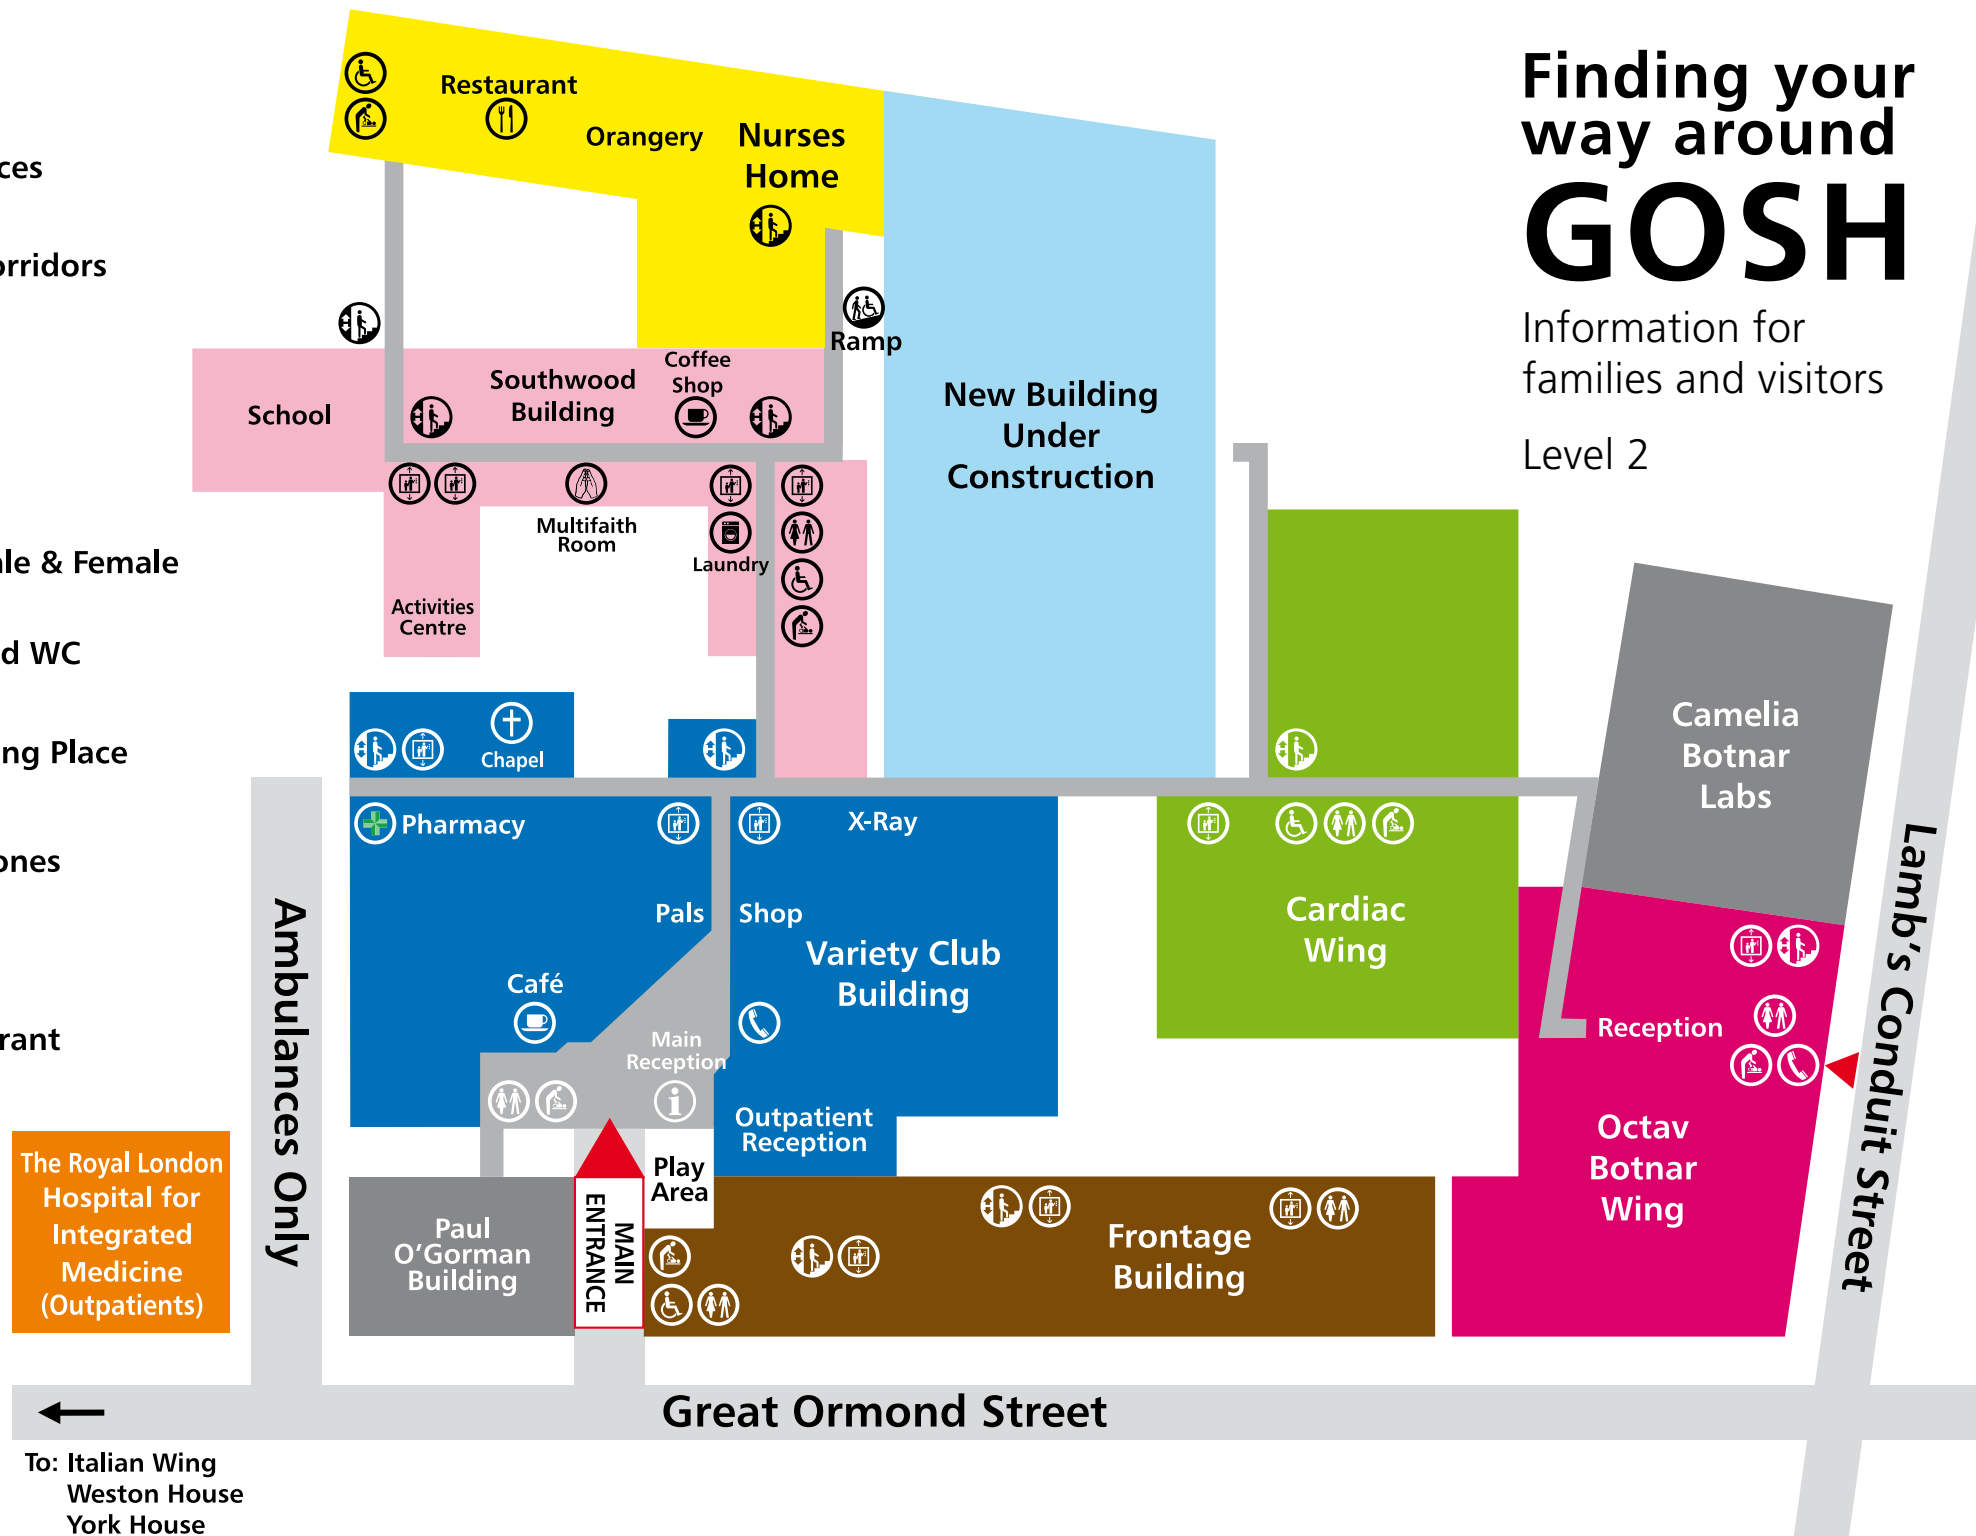 Finding your
way around
GOSH
Information for
families and visitors
Level 2
ces
orridors
le & Female
d WC
ng Place
ones
rant
Restaurant
Orangery
Nurses
Home
Ramp
School
Southwood
Building
Coffee
Shop
Multifaith
Room
Laundry
Activities
Centre
New Building
Under
Construction
Chapel
Pharmacy
X-Ray
Pals
Shop
Variety Club
Building
Café
Main
Reception
Outpatient
Reception
Cardiac
Wing
Camelia
Botnar
Labs
Reception
Octav
Botnar
Wing
Lamb's Conduit Street
Ambulances Only
The Royal London
Hospital for
Integrated
Medicine
(Outpatients)
Paul
O'Gorman
Building
MAIN
ENTRANCE
Play
Area
Frontage
Building
Great Ormond Street
To: Italian Wing
Weston House
York House